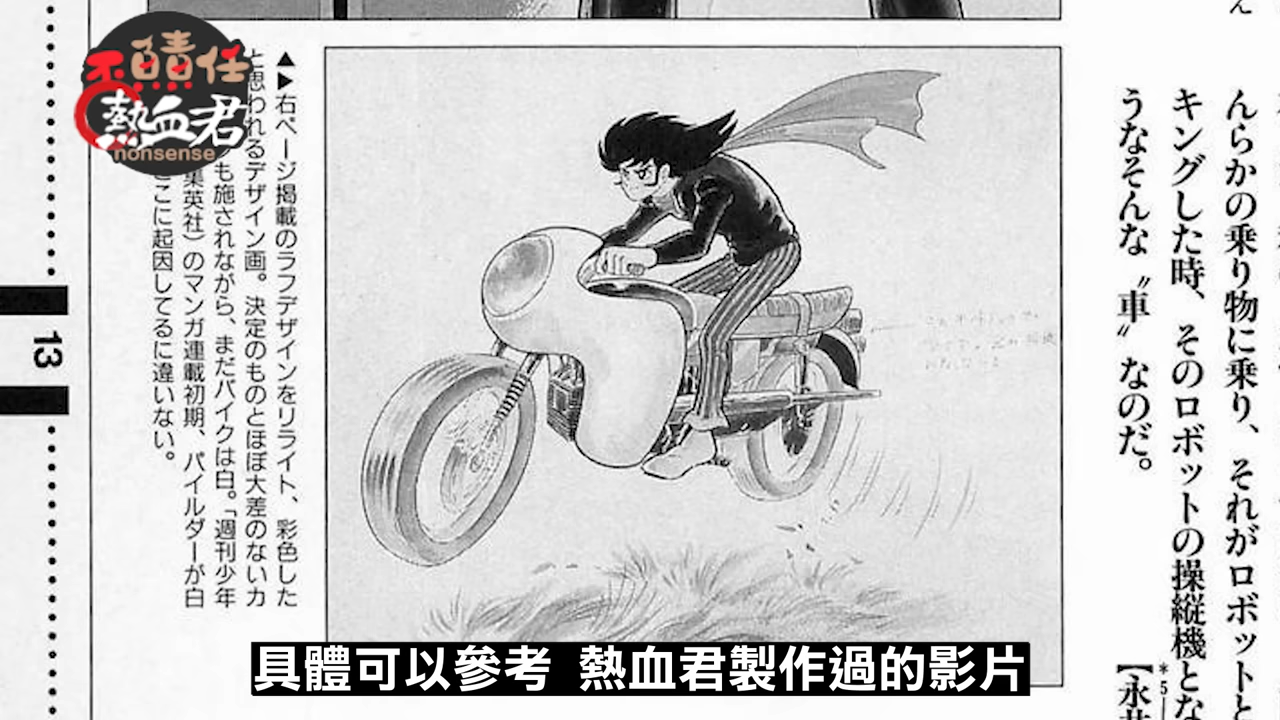 不負責任
熱血君
nonsense
ん
んらかの乗り物に乗り、それがロボットと
キングした時、そのロボットの操縦機とな
うなそんな〝車〟なのだ。
*5
【永井
▲▶右ページ掲載のラフデザインをリライト、彩色した
と思われるデザイン画。決定のものとほぼ大差のないカ
も施されながら、まだバイクは白。「週刊少年
集英社）のマンガ連載初期、パイルダーが白
ここに起因してるに違いない。
13
具體可以參考 熱血君製作過的影片